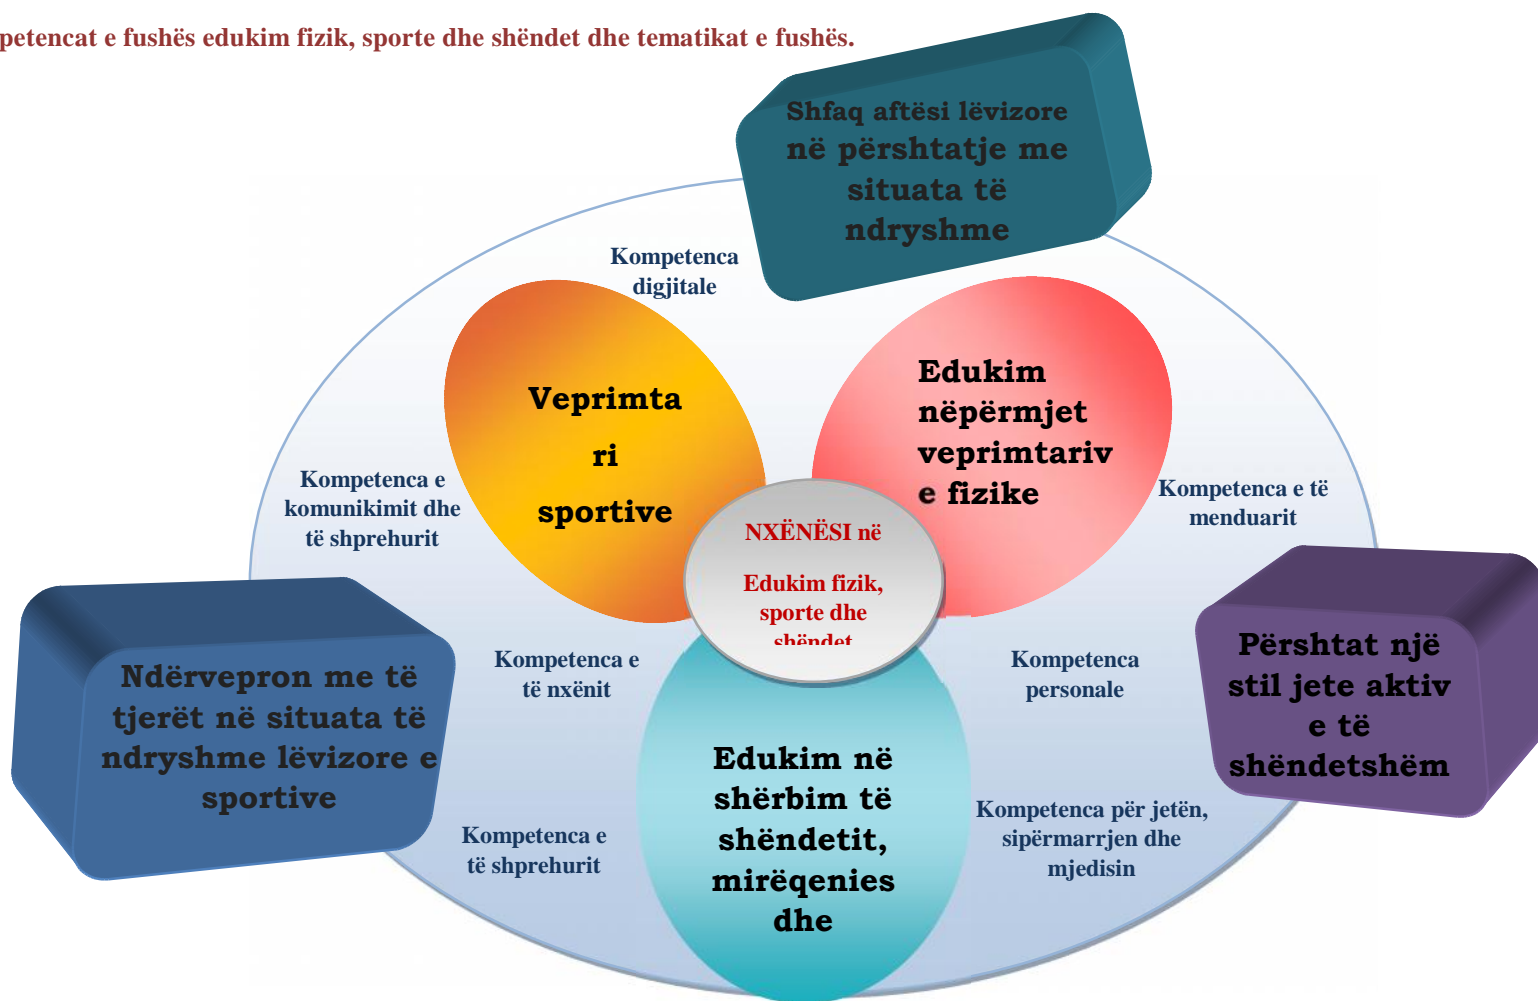 petencat e fushës edukim fizik, sporte dhe shëndet dhe tematikat e fushës.
Shfaq aftësi lëvizore
në përshtatje me
situata të
ndryshme
Kompetenca
digjitale
Veprimta
ri
sportive
Edukim
nëpërmjet
veprimtariv
e fizike
Kompetenca e
komunikimit dhe
të shprehurit
Kompetenca e të
menduarit
NXËNËSI në
Edukim fizik,
sporte dhe
shëndet
Ndërvepron me të
tjerët në situata të
ndryshme lëvizore e
sportive
Kompetenca e
të nxënit
Kompetenca
personale
Përshtat një
stil jete aktiv
e të
shëndetshëm
Edukim në
shërbim të
shëndetit,
mirëqenies
dhe
Kompetenca e
të shprehurit
Kompetenca për jetën,
sipërmarrjen dhe
mjedisin